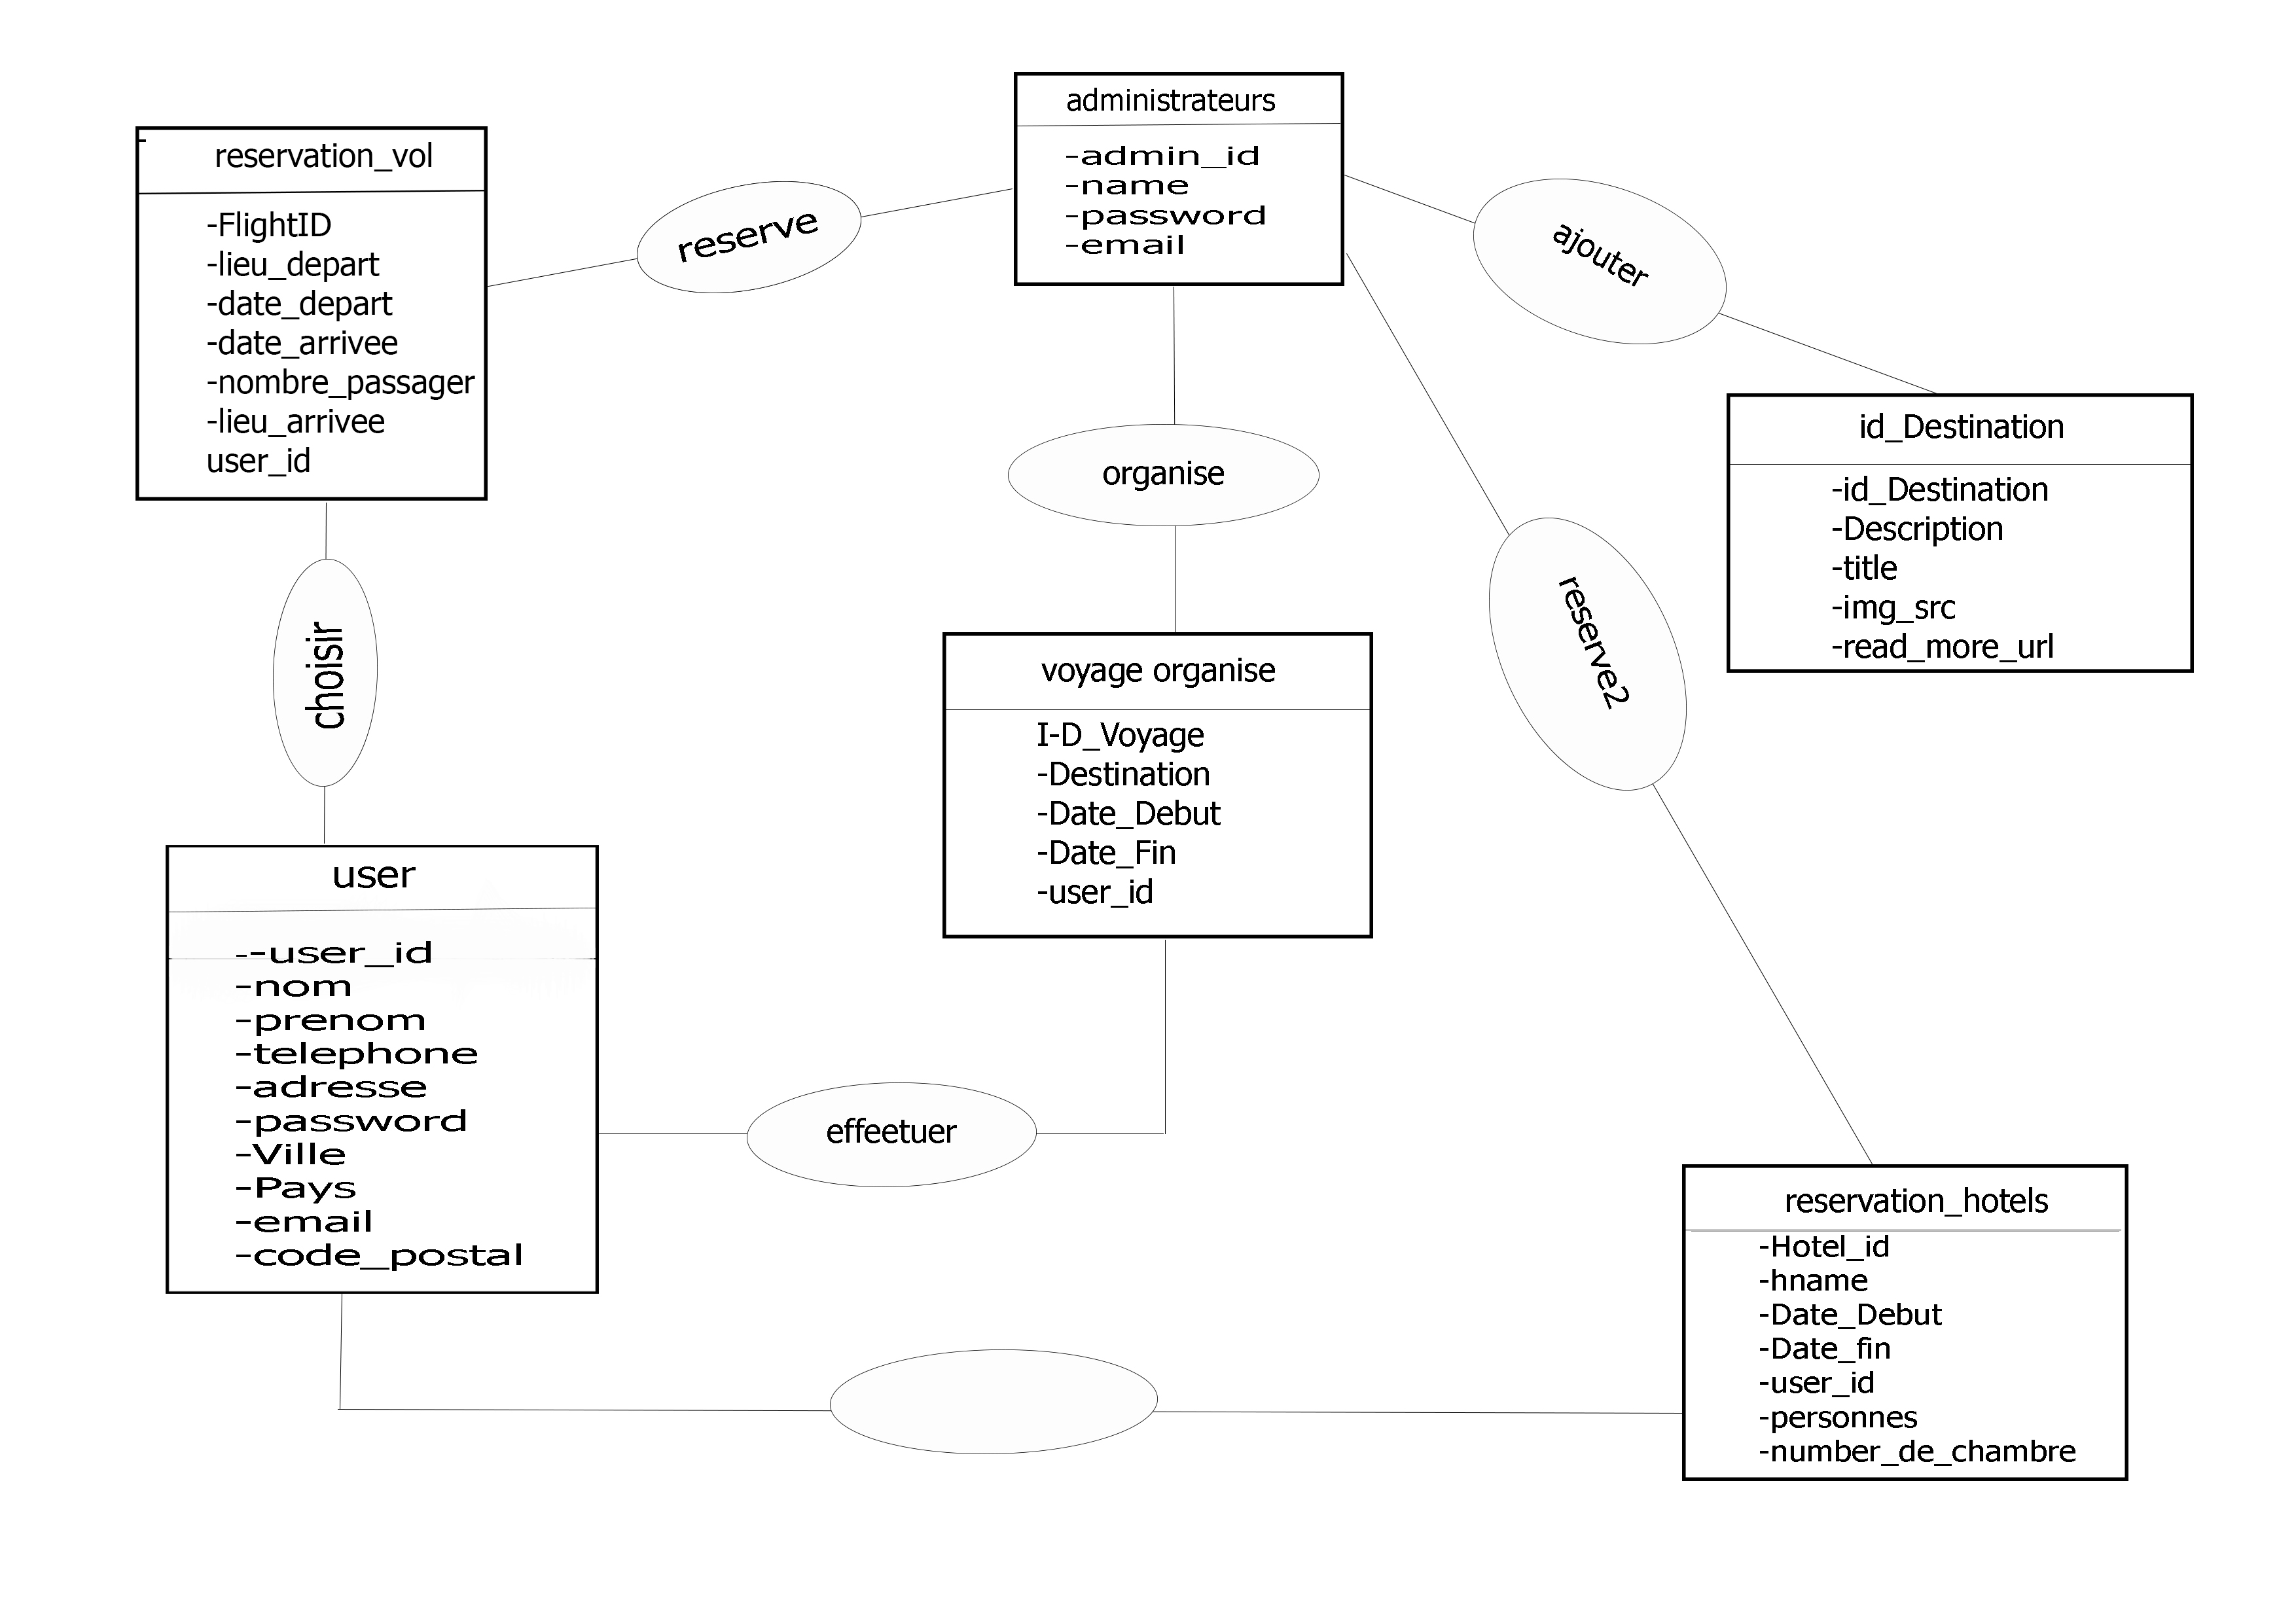 administrateurs
-admin_id
-name
-password
-email
reservation_vol
-FlightID
-lieu_depart
-date_depart
-date_arrivee
-nombre_passager
-lieu_arrivee
user_id
reserve
ajouter
id_Destination
-id_Destination
-Description
-title
-img_src
-read_more_url
organise
reserve2
choisir
voyage organise
I-D_Voyage
-Destination
-Date_Debut
-Date_Fin
-user_id
user
--user_id
-nom
-prenom
-telephone
-adresse
-password
-Ville
-Pays
-email
-code_postal
effeetuer
reservation_hotels
-Hotel_id
-hname
-Date_Debut
-Date_fin
-user_id
-personnes
-number_de_chambre